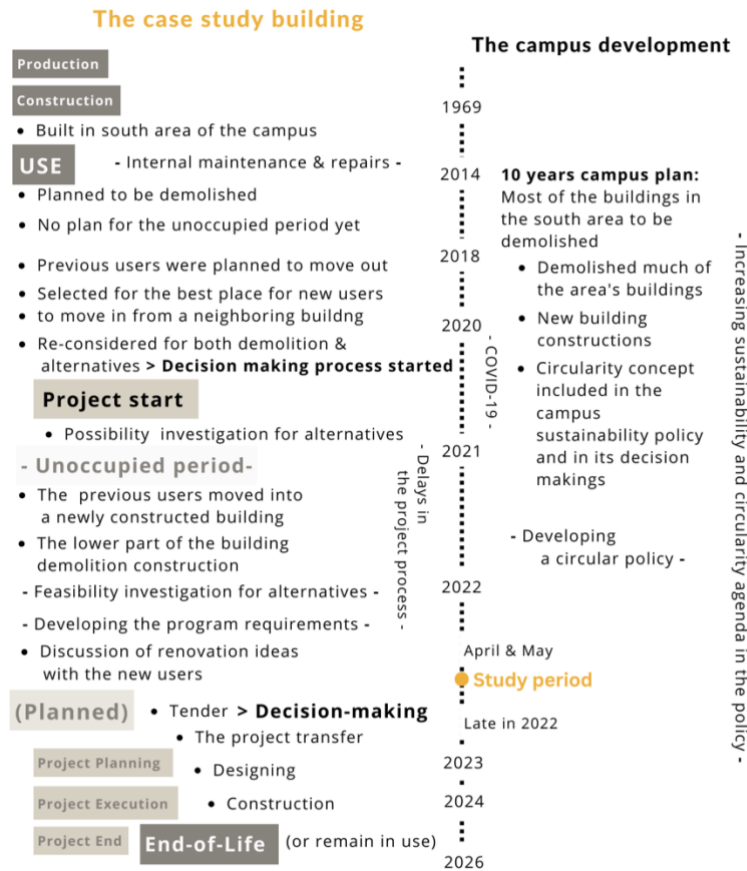 The case study building
The campus development
Production
Construction
1969
• Built in south area of the campus
USE
- Internal maintenance & repairs -
2014
10 years campus plan:
Most of the buildings in
the south area to be
demolished
• Planned to be demolished
• No plan for the unoccupied period yet
2018
• Previous users were planned to move out
• Demolished much of
the area's buildings
• Selected for the best place for new users
• to move in from a neighboring buildng
2020
• New building
constructions
• Re-considered for both demolition &
alternatives > Decision making process started
- COVID-19 -
• Circularity concept
included in the
campus
sustainability policy
and in its decision
makings
Project start
• Possibility investigation for alternatives
2021
- Unoccupied period-
• The previous users moved into
a newly constructed building
• The lower part of the building
demolition construction
- Delays in
the project process -
- Developing
a circular policy -
- Feasibility investigation for alternatives -
2022
- Developing the program requirements -
• Discussion of renovation ideas
with the new users
April & May
Study period
- Increasing sustainability and circularity agenda in the policy -
(Planned)
• Tender > Decision-making
Late in 2022
• The project transfer
Project Planning
• Designing
2023
Project Execution
• Construction
2024
Project End
End-of-Life
(or remain in use)
2026